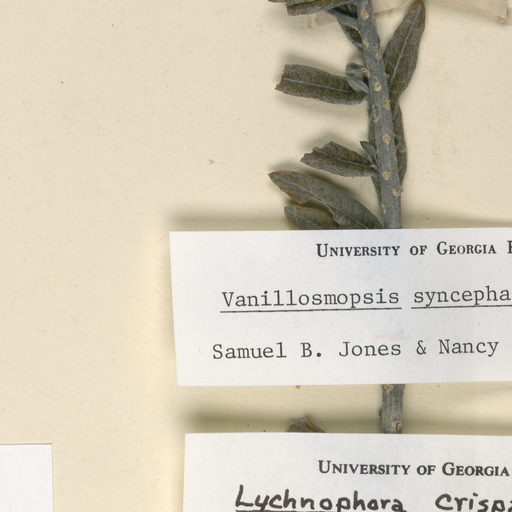 UNIVERSITY OF GEORGIA
Vanillosmopsis syncepha
Samuel B. Jones & Nancy
UNIVERSITY OF GEORGIA
Lychnophora crispa